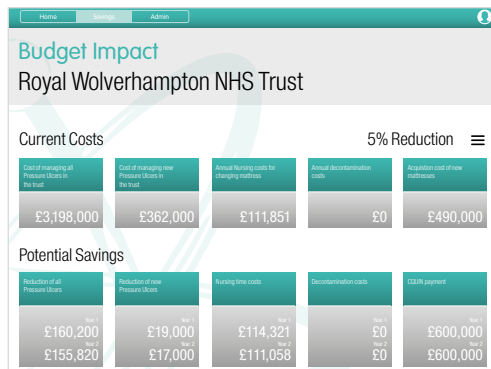 Home Savings Admin
Budget Impact
Royal Wolverhampton NHS Trust
Current Costs
5% Reduction
Cost of managing all
Pressure Ulcers in
the trust
£3,198,000
Cost of managing new
Pressure Ulcers in
the trust
£362,000
Annual Nursing costs for
changing mattress
£111,851
Annual decontamination
costs
£0
Acquistion cost of new
mattresses
£490,000
Potential Savings
Reduction of all
Pressure Ulcers
Year 1
£160,200
Year 2
£155,820
Reduction of new
Pressure Ulcers
Year 1
£19,000
Year 2
£17,000
Nursing time costs
Year 1
£114,321
Year 2
£111,058
Decontamination costs
Year 1
£0
Year 2
£0
CQUIN payment
Year 1
£600,000
Year 2
£600,000